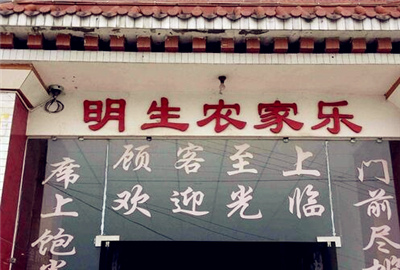 明生农家乐
顾客至上
欢迎光临
席上饱
门前尽